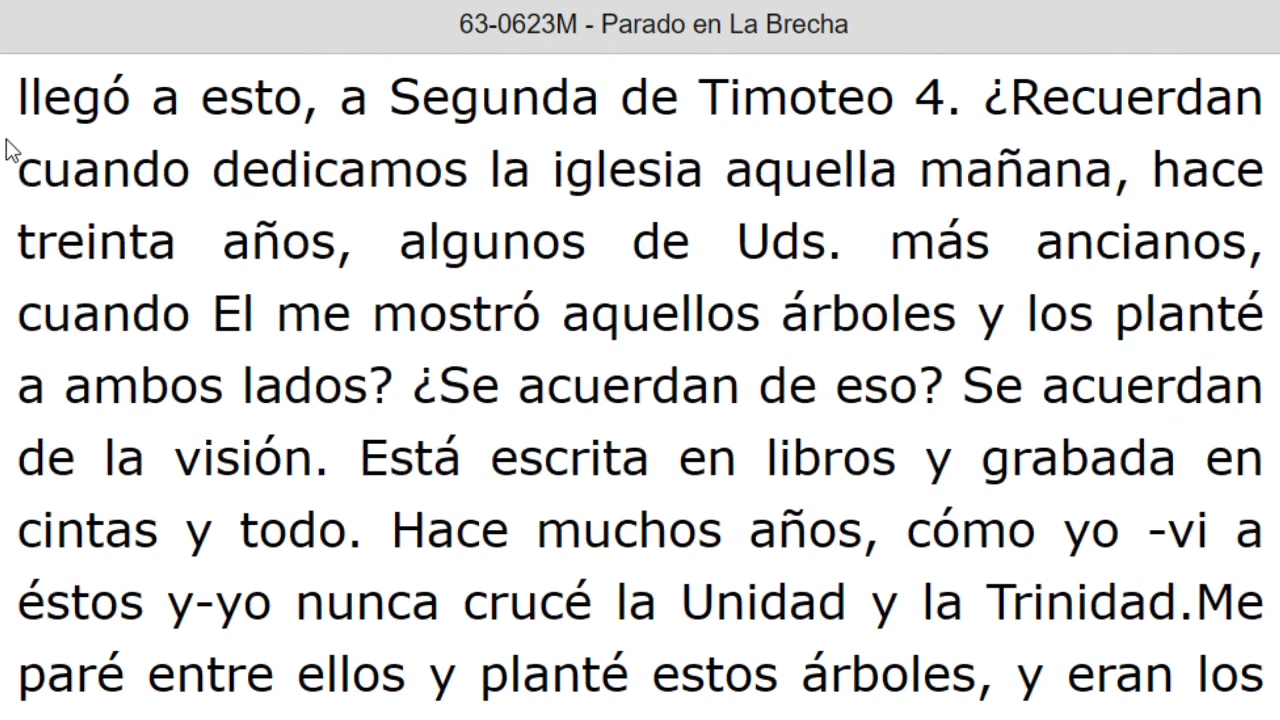 63-0623M - Parado en La Brecha
llegó a esto, a Segunda de Timoteo 4. ¿Recuerdan
cuando dedicamos la iglesia aquella mañana, hace
treinta años, algunos de Uds. más ancianos,
cuando El me mostró aquellos árboles y los planté
a ambos lados? ¿Se acuerdan de eso? Se acuerdan
de la visión. Está escrita en libros y grabada en
cintas y todo. Hace muchos años, cómo yo -vi a
éstos y-yo nunca crucé la Unidad y la Trinidad.Me
paré entre ellos y planté estos árboles, y eran los